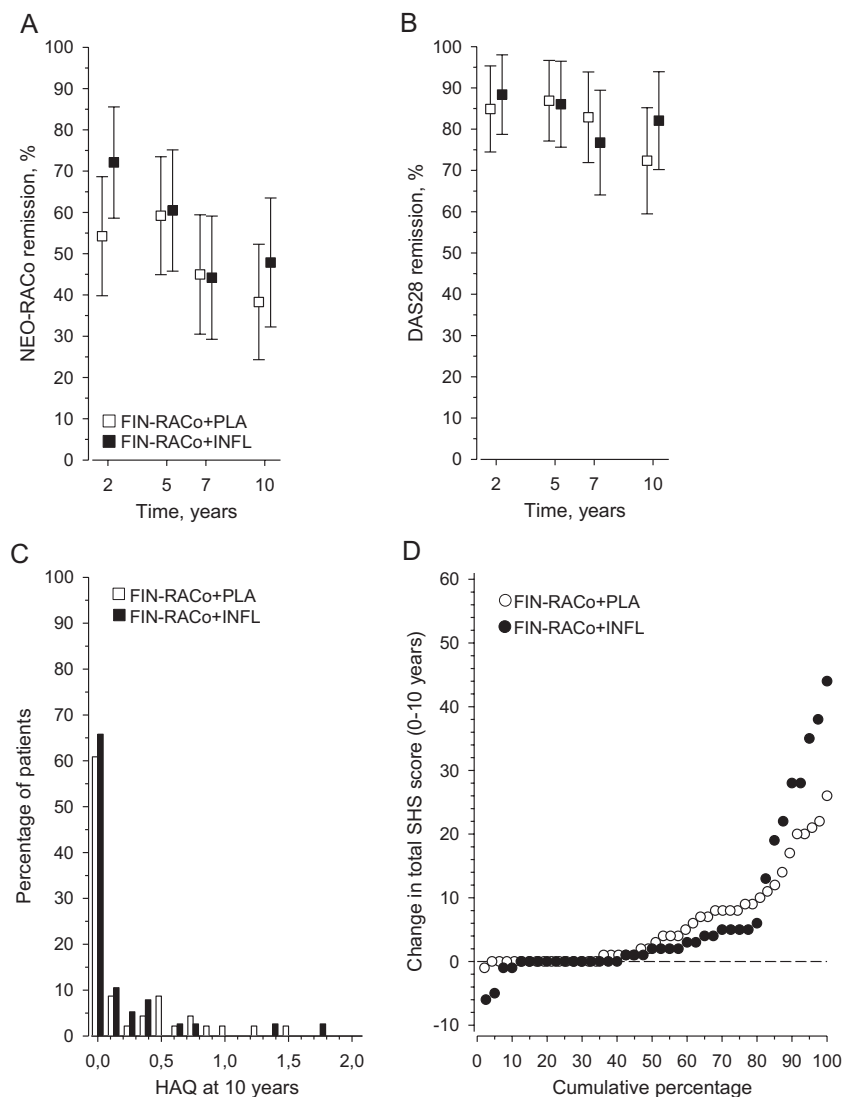 A
100
90
80
70
60
50
40
30
20
10
0
NEO-RACo remission, %
FIN-RACo+PLA
FIN-RACo+INFL
2 5 7 10
Time, years
B
100
90
80
70
60
50
40
30
20
10
0
DAS28 remission, %
2 5 7 10
Time, years
C
100
90
80
70
60
50
40
30
20
10
0
Percentage of patients
FIN-RACo+PLA
FIN-RACo+INFL
0,0 0,5 1,0 1,5 2,0
HAQ at 10 years
D
60
50
40
30
20
10
0
-10
Change in total SHS score (0-10 years)
FIN-RACo+PLA
FIN-RACo+INFL
0 10 20 30 40 50 60 70 80 90 100
Cumulative percentage